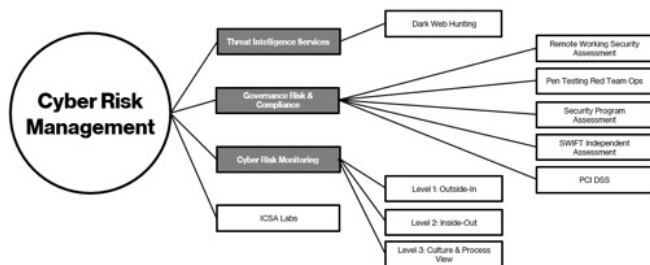 Cyber Risk
Management
Threat Intelligence Services
Dark Web Hunting
Governance Risk &
Compliance
Remote Working Security
Assessment
Pen Testing Red Team Ops
Security Program
Assessment
SWIFT Independent
Assessment
PCI DSS
Cyber Risk Monitoring
Level 1: Outside-In
Level 2: Inside-Out
Level 3: Culture & Process
View
ICSA Labs